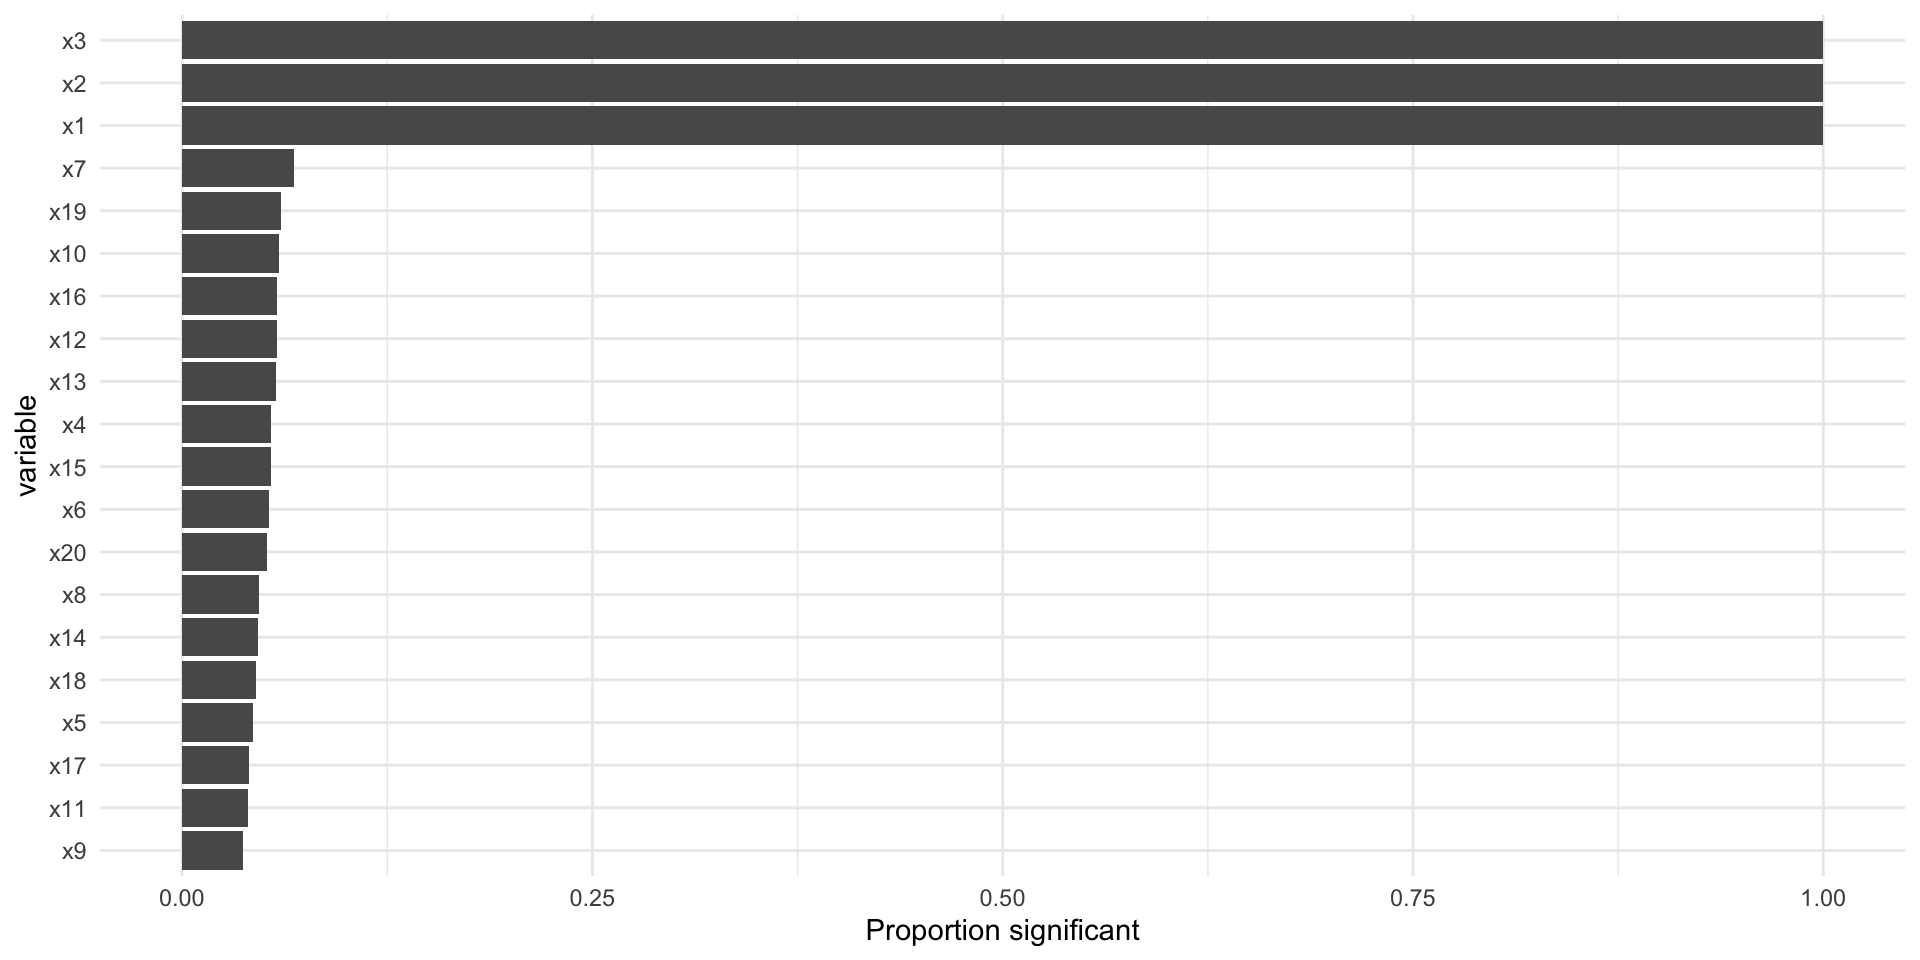 x3
x2
x1
x7
x19
x10
x16
x12
x13
x4
x15
x6
x20
x8
x14
x18
x5
x17
x11
x9
variable
0.00 0.25 0.50 0.75 1.00
Proportion significant